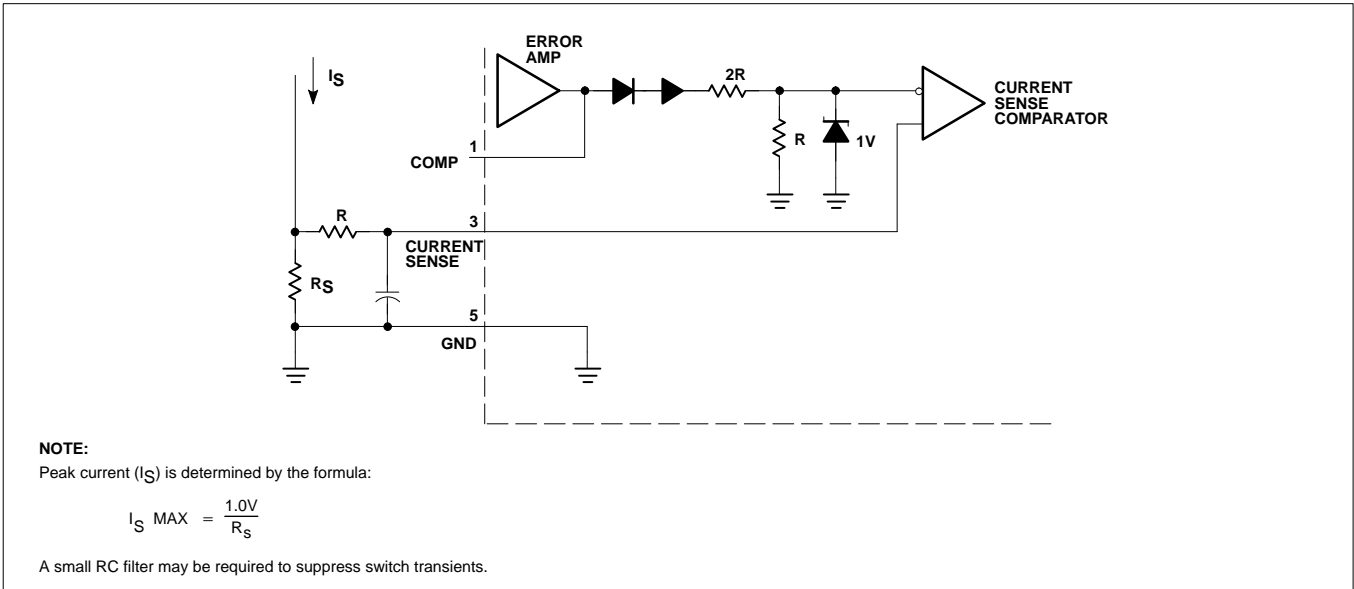 ERROR
AMP
IS
2R
CURRENT
SENSE
COMPARATOR
R
1V
1
COMP
R
3
CURRENT
SENSE
RS
5
GND
NOTE:
Peak current (IS) is determined by the formula:
IS MAX = 1.0V
RS
A small RC filter may be required to suppress switch transients.